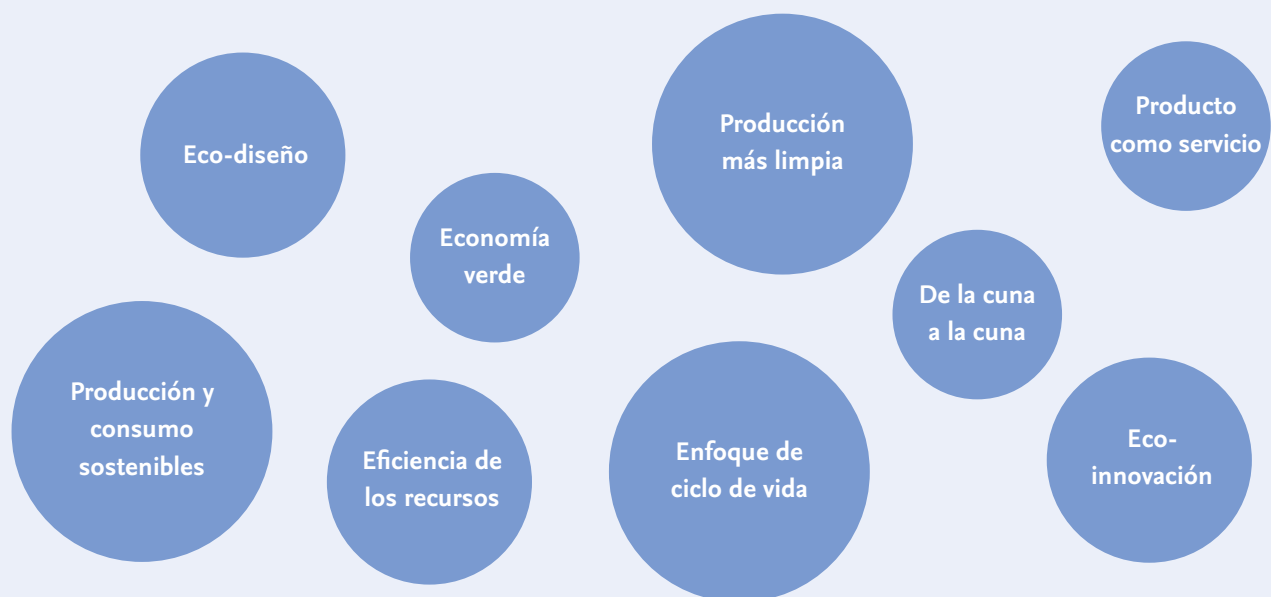 Eco-diseño
Economía
verde
Producción
más limpia
Producto
como servicio
De la cuna
a la cuna
Producción y
consumo
sostenibles
Eficiencia de
los recursos
Enfoque de
ciclo de vida
Eco-
innovación